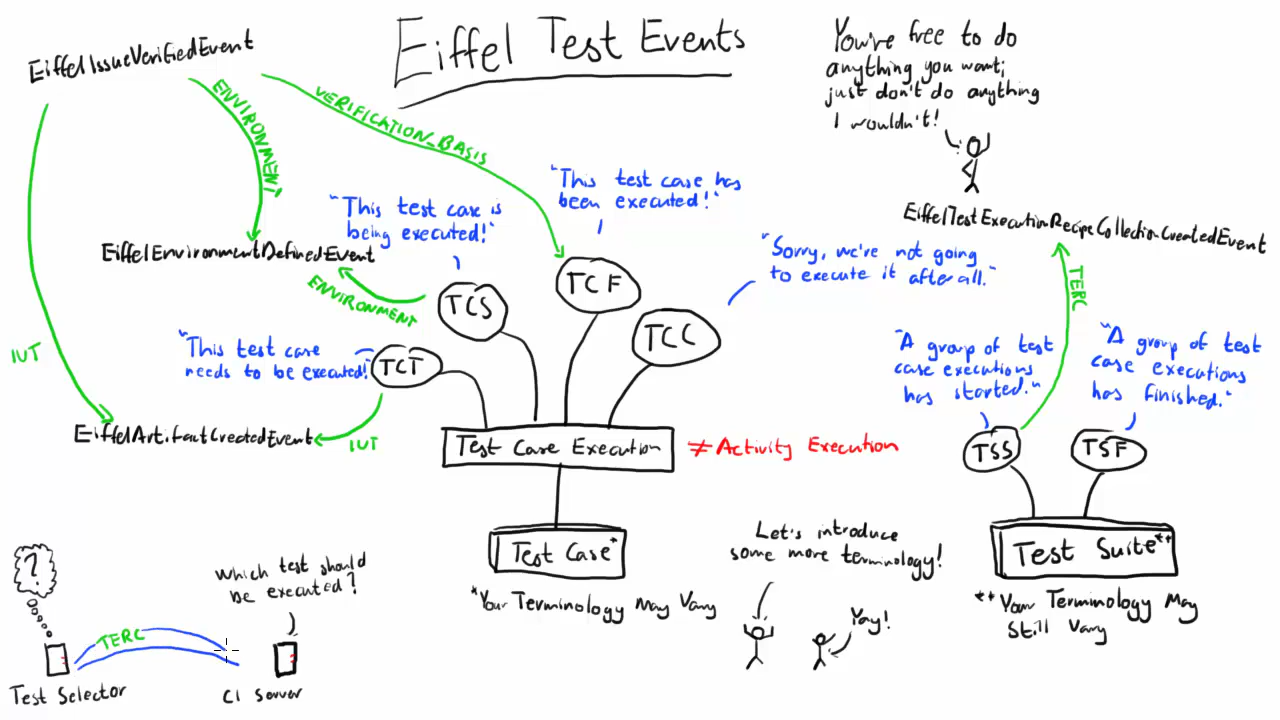 Eiffel Test Events
EiffelIssueVerifiedEvent
ENVIRONMENT
VERIFICATION_BASIS
IUT
You're free to do
anything you want;
just don't do anything
I wouldn't!
EiffelTestExecutionRecipeCollectionCreatedEvent
TERC
EiffelEnvironmentDefinedEvent
ENVIRONMENT
"This test case is
being executed!"
TCS
"This test case has
been executed!"
TCF
"Sorry, we're not going
to execute it after all."
TCC
"This test case
needs to be executed!"
TCT
IUT
EiffelArtifactCreatedEvent
Test Case Execution
≠Activity Execution
Test Case*
*Your Terminology May Vary
"A group of test
case executions
has started."
TSS
"A group of test
case executions
has finished."
TSF
Test Suite**
**Your Terminology May
Still Vary
Let's introduce
some more terminology!
Yay!
?
TERC
Test Selector
Which test should
be executed?
CI Server